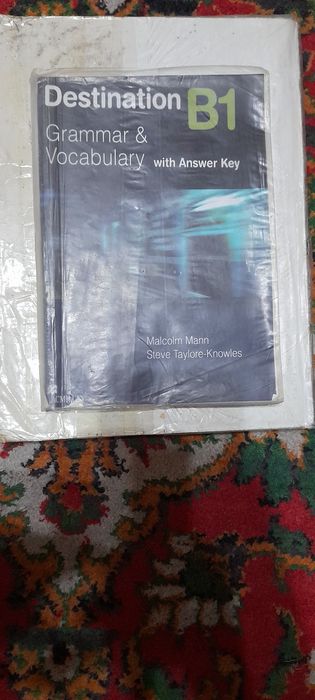 Destination B1
Grammar &
Vocabulary with Answer Key
Malcolm Mann
Steve Taylore-Knowles